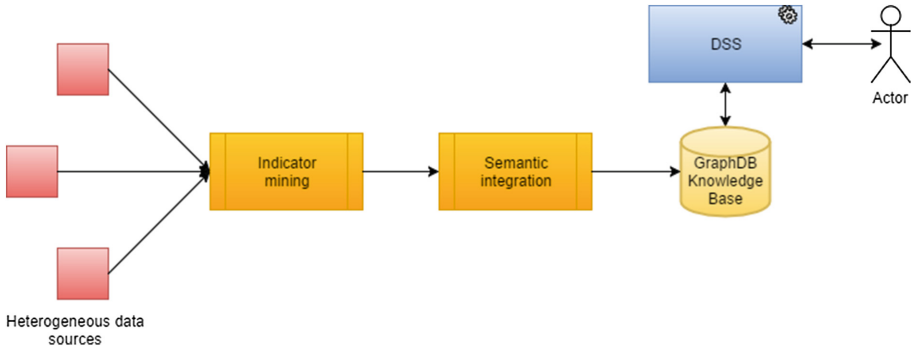 DSS
Actor
Indicator
mining
Semantic
integration
GraphDB
Knowledge
Base
Heterogeneous data
sources